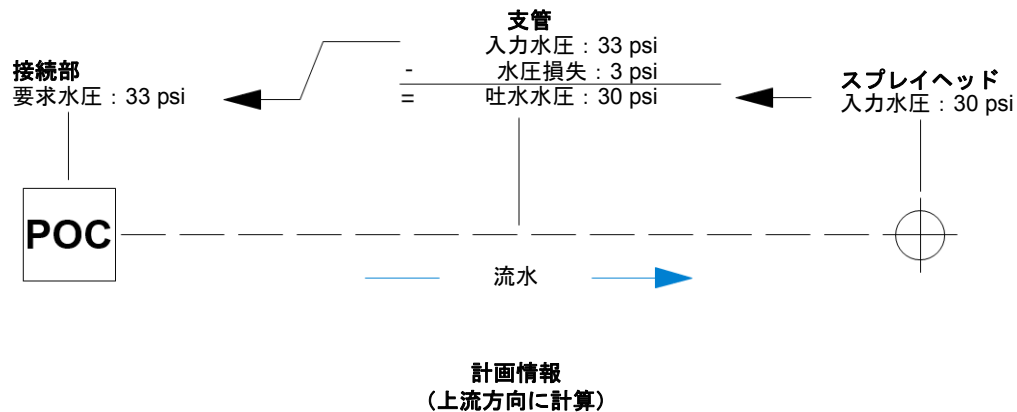 支管
入力水圧：33 psi
- 水圧損失：3 psi
= 吐水水圧：30 psi
接続部
要求水圧：33 psi
スプレイヘッド
入力水圧：30 psi
POC
流水
計画情報
（上流方向に計算）